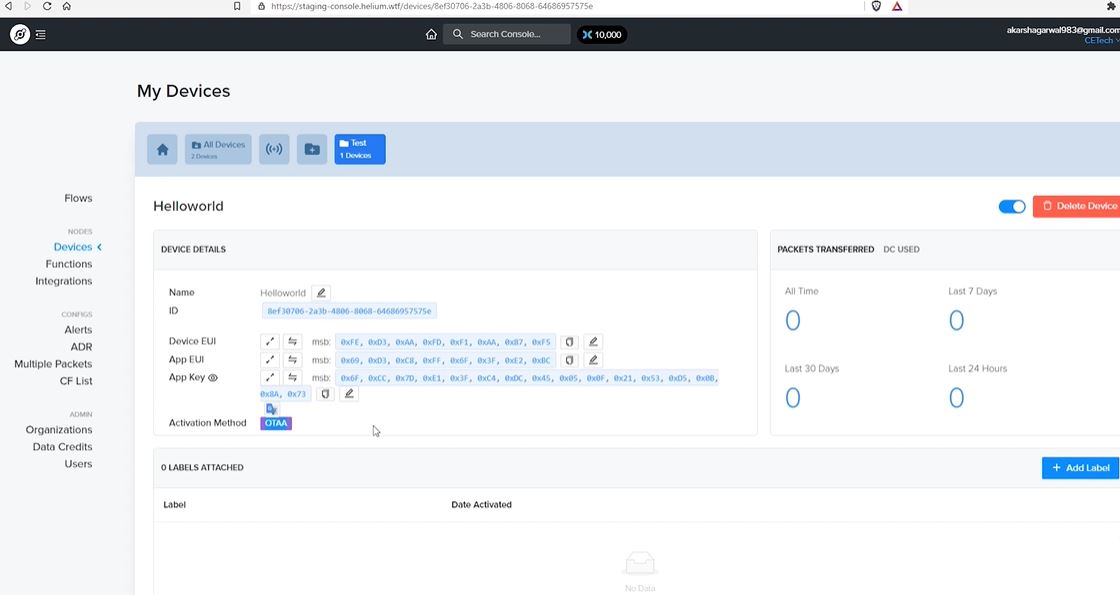 https://staging-console.helium.wtf/devices/8ef30706-2a3b-4806-8068-64686957575e
Search Console...
10,000
akarshagarwal983@gmail.com
CETech
My Devices
All Devices
2 Devices
Test
1 Devices
Flows
NODES
Devices
Functions
Integrations
CONFIGS
Alerts
ADR
Multiple Packets
CF List
ADMIN
Organizations
Data Credits
Users
Helloworld
Delete Device
DEVICE DETAILS
Name Helloworld
ID 8ef30706-2a3b-4806-8068-64686957575e
Device EUI msb: 0xFE, 0xD3, 0xAA, 0xFD, 0xF1, 0xAA, 0xB7, 0xF5
App EUI msb: 0x69, 0xD3, 0xC8, 0xFF, 0x6F, 0x3F, 0xE2, 0xBC
App Key msb: 0x6F, 0xCC, 0x7D, 0xE1, 0x3F, 0xC4, 0xDC, 0x45, 0x05, 0x0F, 0x21, 0x53, 0xD5, 0x0B,
0x8A, 0x73
Activation Method OTAA
PACKETS TRANSFERRED DC USED
All Time Last 7 Days
0 0
Last 30 Days Last 24 Hours
0 0
0 LABELS ATTACHED
+ Add Label
Label Date Activated
No Data